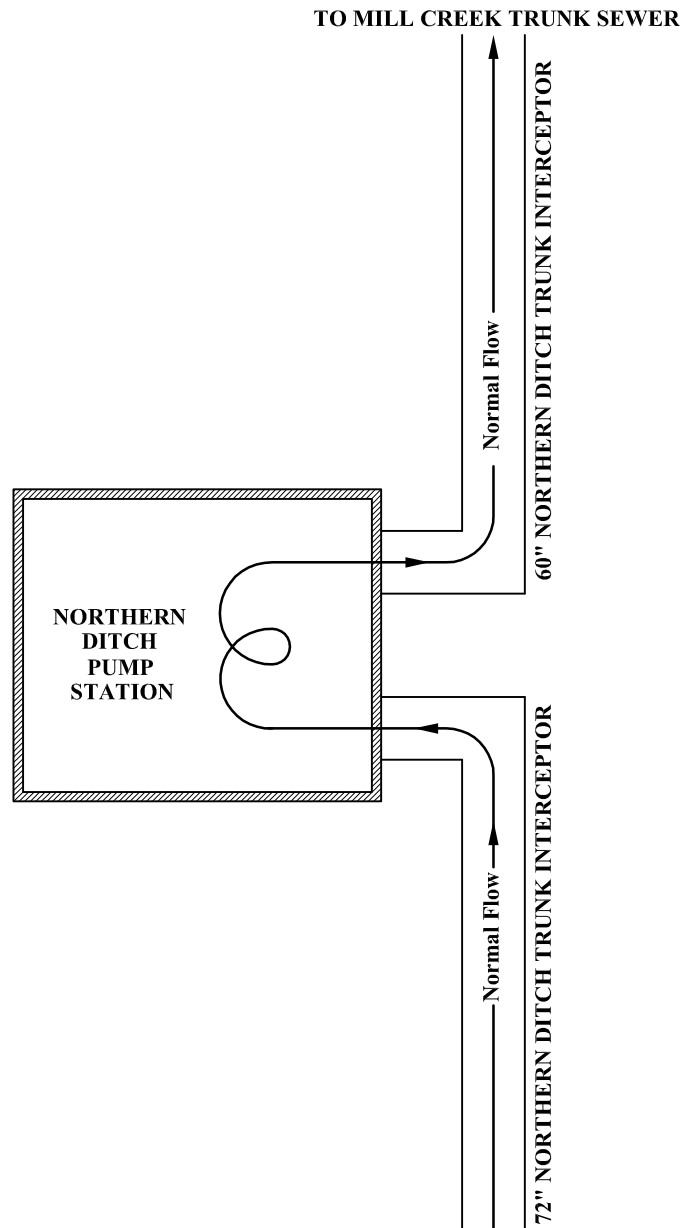 TO MILL CREEK TRUNK SEWER
60" NORTHERN DITCH TRUNK INTERCEPTOR
Normal Flow
NORTHERN
DITCH
PUMP
STATION
72" NORTHERN DITCH TRUNK INTERCEPTOR
Normal Flow